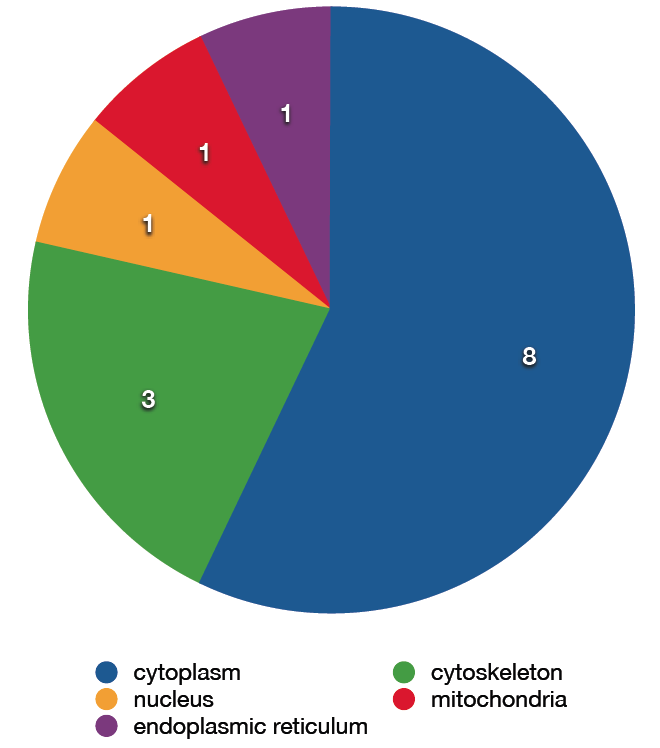 1
1
1
8
3
cytoplasm
cytoskeleton
nucleus
mitochondria
endoplasmic reticulum